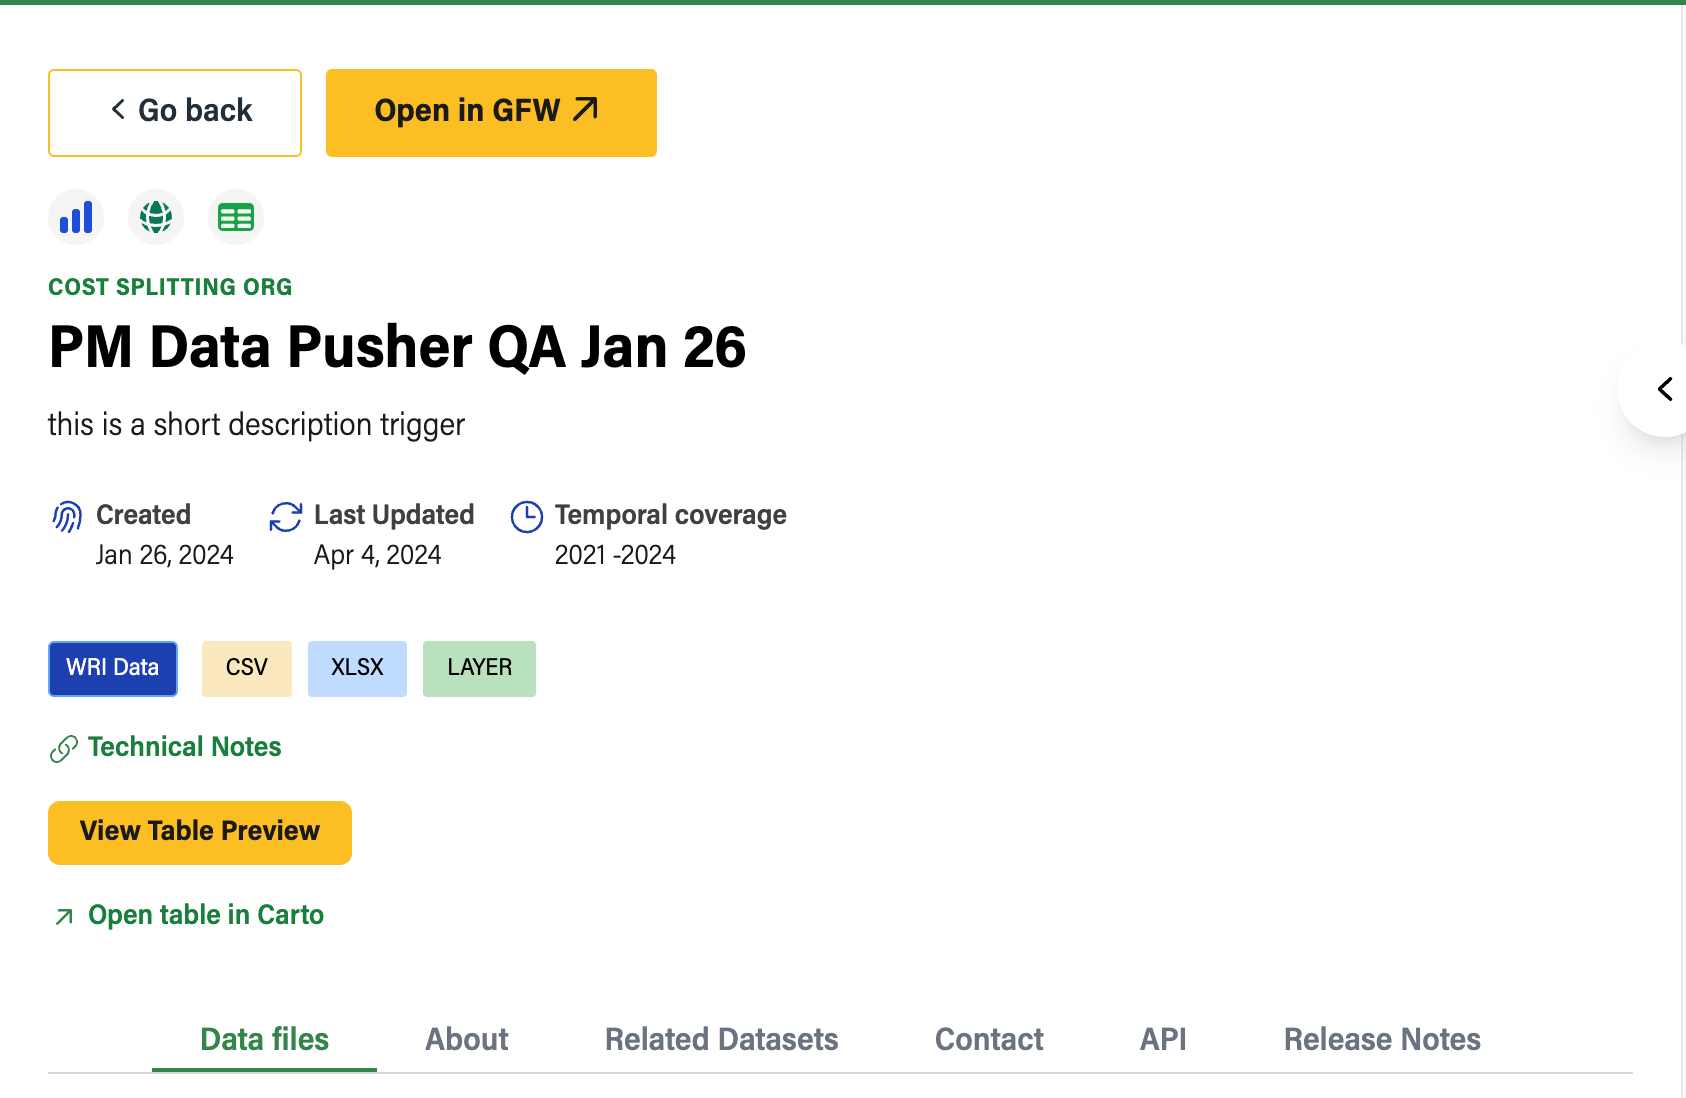 Go back
Open in GFW
COST SPLITTING ORG
PM Data Pusher QA Jan 26
this is a short description trigger
Created Last Updated Temporal coverage
Jan 26, 2024 Apr 4, 2024 2021 -2024
WRI Data CSV XLSX LAYER
Technical Notes
View Table Preview
Open table in Carto
Data files About Related Datasets Contact API Release Notes